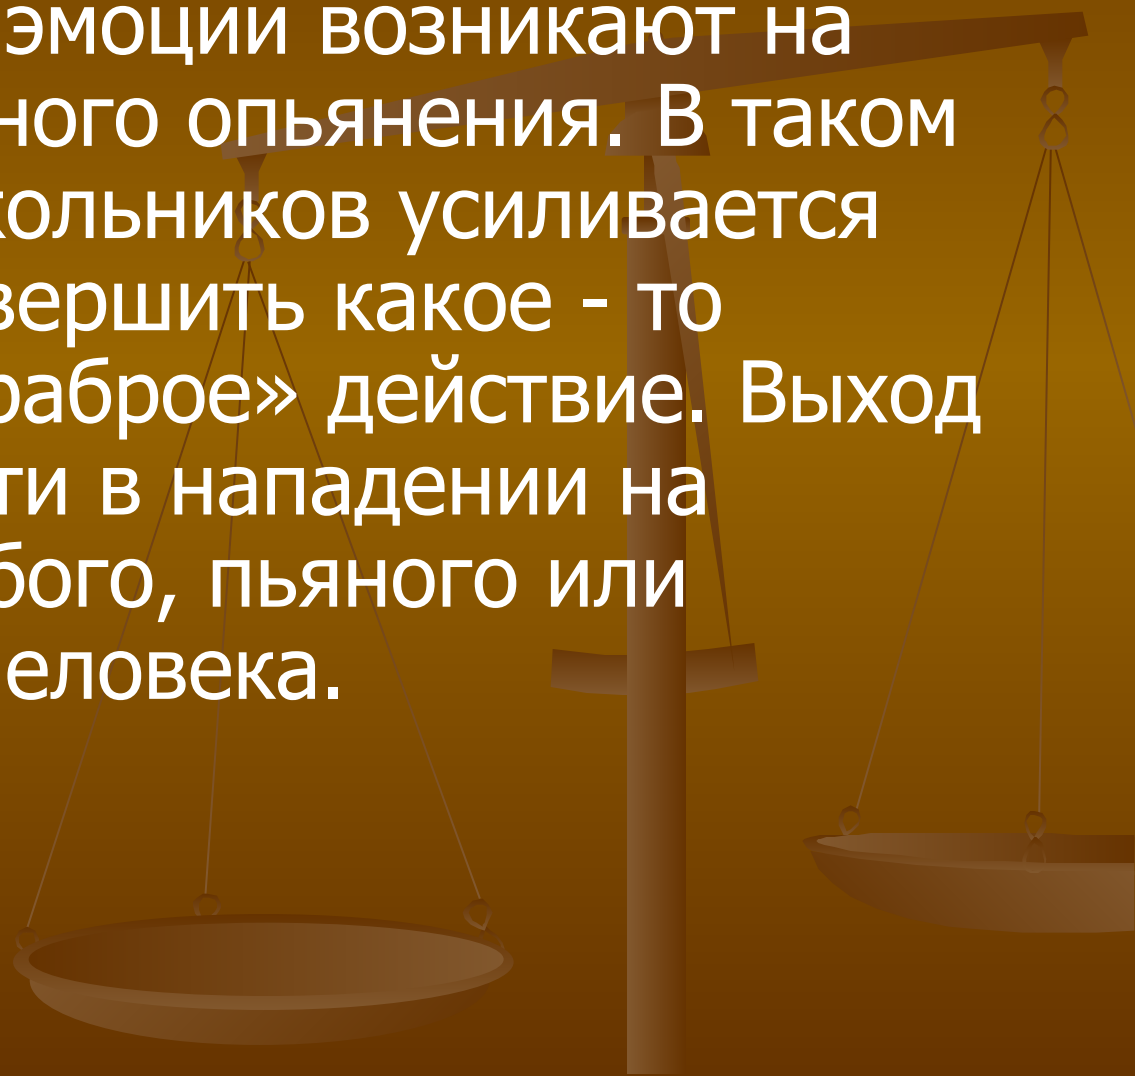 эмоции возникают на
ного опьянения. В таком
кольников усиливается
вершить какое - то
раброе» действие. Выход
ти в нападении на
бого, пьяного или
еловека.